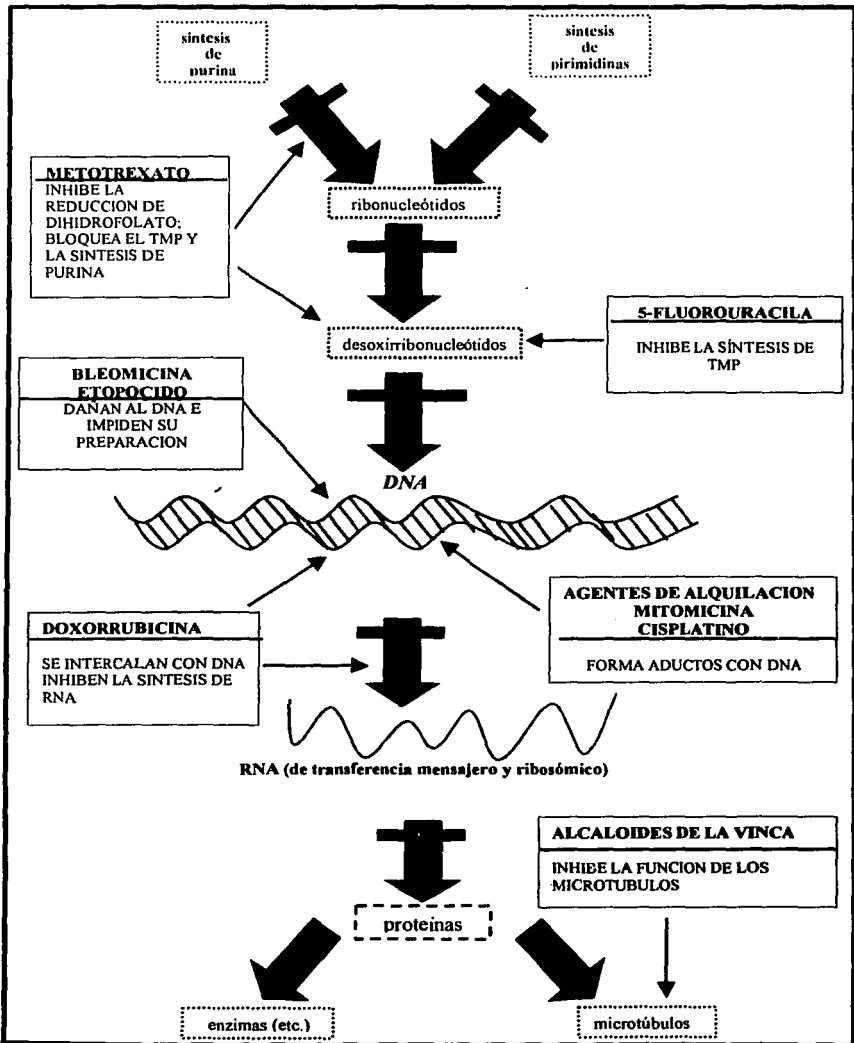 síntesis
de
purina
síntesis
de
pirimidinas
METOTREXATO
INHIBE LA
REDUCCION DE
DIHIDROFOLATO;
BLOQUEA EL TMP Y
LA SINTESIS DE
PURINA
ribonucleótidos
5-FLUOROURACILA
INHIBE LA SÍNTESIS DE
TMP
desoxirribonucleótidos
BLEOMICINA
ETOPOCIDO
DAÑAN AL DNA E
IMPIDEN SU
PREPARACION
DNA
AGENTES DE ALQUILACION
MITOMICINA
CISPLATINO
FORMA ADUCTOS CON DNA
DOXORRUBICINA
SE INTERCALAN CON DNA
INHIBEN LA SINTESIS DE
RNA
RNA (de transferencia mensajero y ribosómico)
ALCALOIDES DE LA VINCA
INHIBE LA FUNCION DE LOS
MICROTUBULOS
proteínas
enzimas (etc.)
microtúbulos